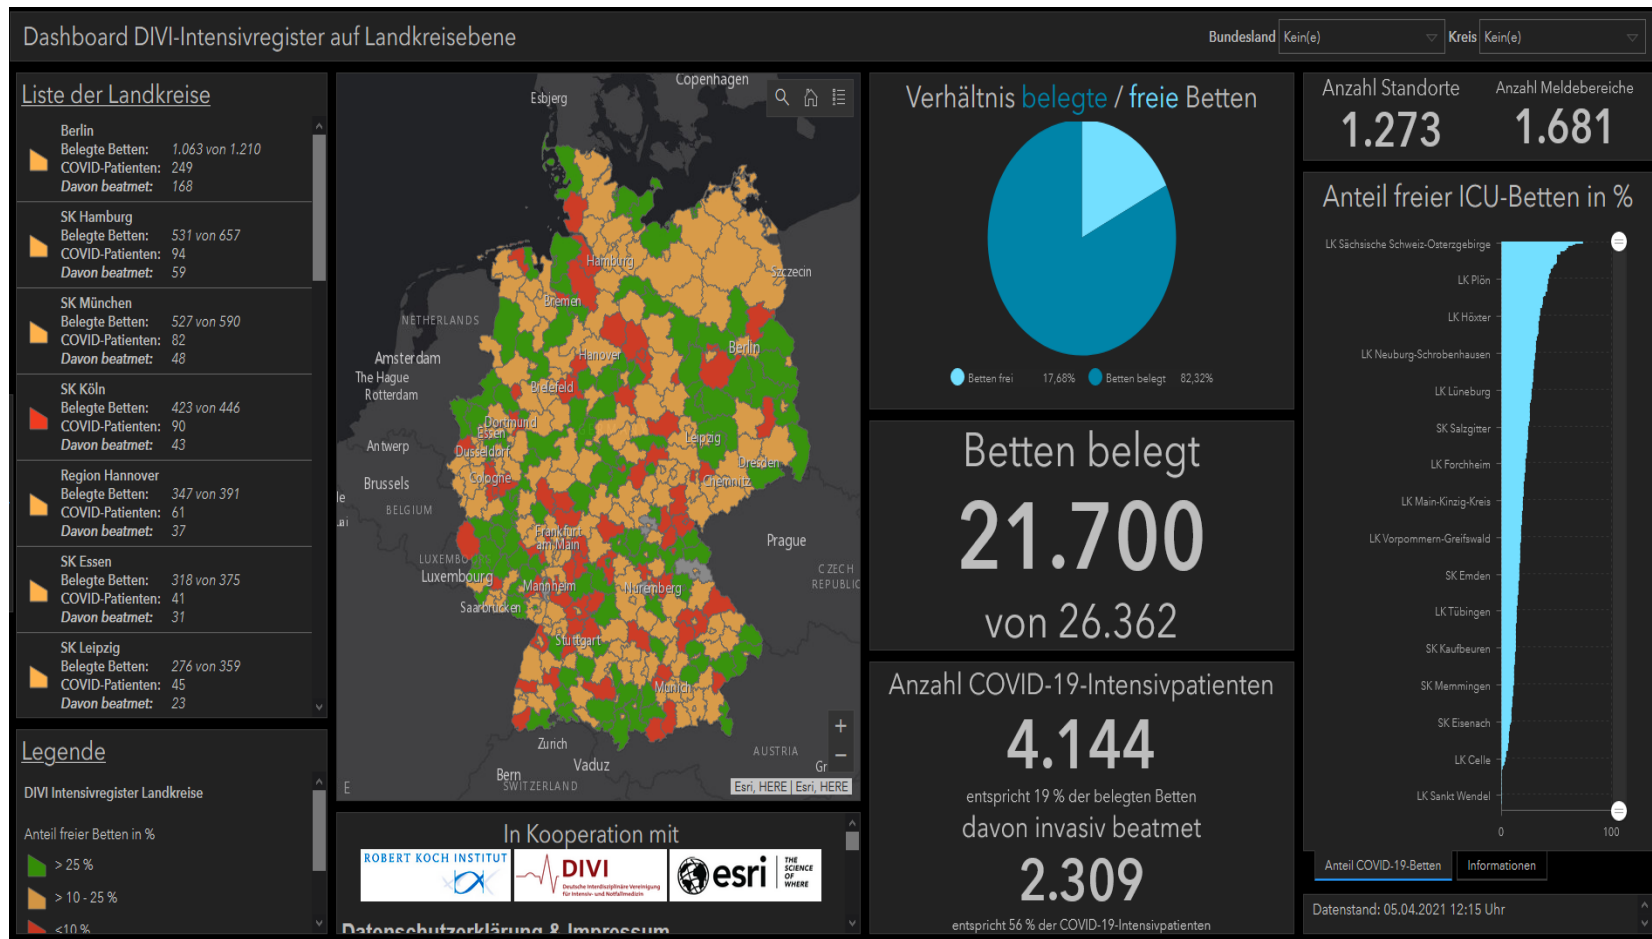 Dashboard DIVI-Intensivregister auf Landkreisebene
Bundesland Kein(e)
Kreis Kein(e)
Liste der Landkreise
Berlin
Belegte Betten: 1.063 von 1.210
COVID-Patienten: 249
Davon beatmet: 168
SK Hamburg
Belegte Betten: 531 von 657
COVID-Patienten: 94
Davon beatmet: 59
SK München
Belegte Betten: 527 von 590
COVID-Patienten: 82
Davon beatmet: 48
SK Köln
Belegte Betten: 423 von 446
COVID-Patienten: 90
Davon beatmet: 43
Region Hannover
Belegte Betten: 347 von 391
COVID-Patienten: 61
Davon beatmet: 37
SK Essen
Belegte Betten: 318 von 375
COVID-Patienten: 41
Davon beatmet: 31
SK Leipzig
Belegte Betten: 276 von 359
COVID-Patienten: 45
Davon beatmet: 23
Legende
DIVI Intensivregister Landkreise
Anteil freier Betten in %
> 25 %
> 10 - 25 %
<10 %
Copenhagen
Esbjerg
Hamburg
Szczecin
Bremen
NETHERLANDS
Berlin
Hanover
Amsterdam
The Hague
Rotterdam
Bielefeld
Dortmund
Essen
Leipzig
Antwerp
Dusseldorf
Dresden
Cologne
Chemnitz
Brussels
BELGIUM
Frankfurt
am Main
Prague
LUXEMBOURG
CZECH
REPUBLIC
Luxembourg
Mannheim
Nuremberg
Saarbrücken
Stuttgart
Munich
Zurich
AUSTRIA
Vaduz
Gr
Bern
SWITZERLAND
E
Esri, HERE | Esri, HERE
In Kooperation mit
ROBERT KOCH INSTITUT
DIVI
Deutsche Interdisziplinäre Vereinigung
für Intensiv- und Notfallmedizin
esri
THE
SCIENCE
OF
WHERE
Datenschutzerklärung & Impressum
Verhältnis belegte / freie Betten
Betten frei 17,68% Betten belegt 82,32%
Betten belegt
21.700
von 26.362
Anzahl COVID-19-Intensivpatienten
4.144
entspricht 19 % der belegten Betten
davon invasiv beatmet
2.309
entspricht 56 % der COVID-19-Intensivpatienten
Anzahl Standorte
1.273
Anzahl Meldebereiche
1.681
Anteil freier ICU-Betten in %
LK Sächsische Schweiz-Osterzgebirge
LK Plön
LK Höxter
LK Neuburg-Schrobenhausen
LK Lüneburg
SK Salzgitter
LK Forchheim
LK Main-Kinzig-Kreis
LK Vorpommern-Greifswald
SK Emden
LK Tübingen
SK Kaufbeuren
SK Memmingen
SK Eisenach
LK Celle
LK Sankt Wendel
0 100
Anteil COVID-19-Betten
Informationen
Datenstand: 05.04.2021 12:15 Uhr